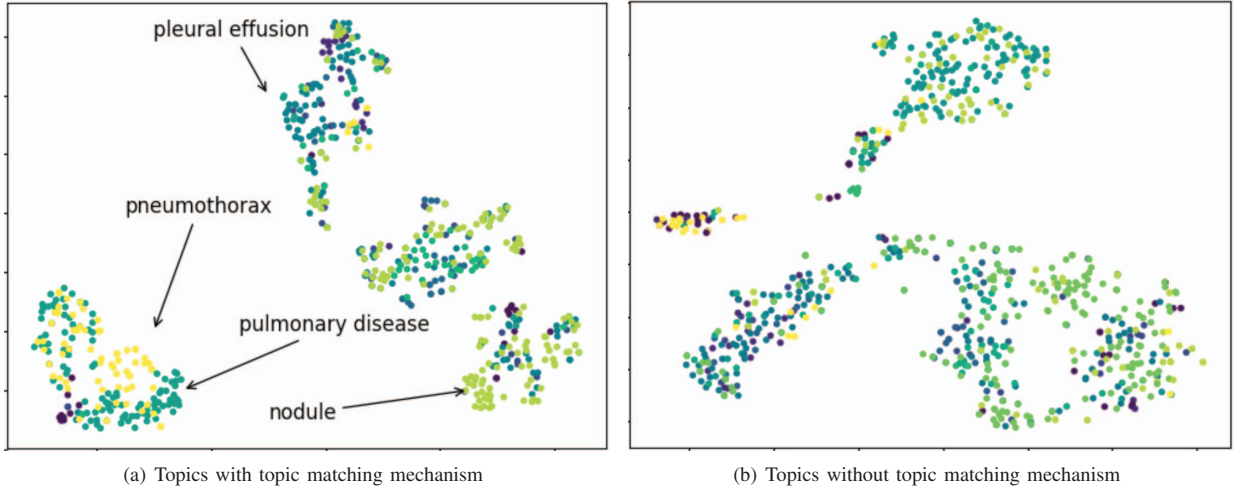 pleural effusion
pneumothorax
pulmonary disease
nodule
(a) Topics with topic matching mechanism
(b) Topics without topic matching mechanism